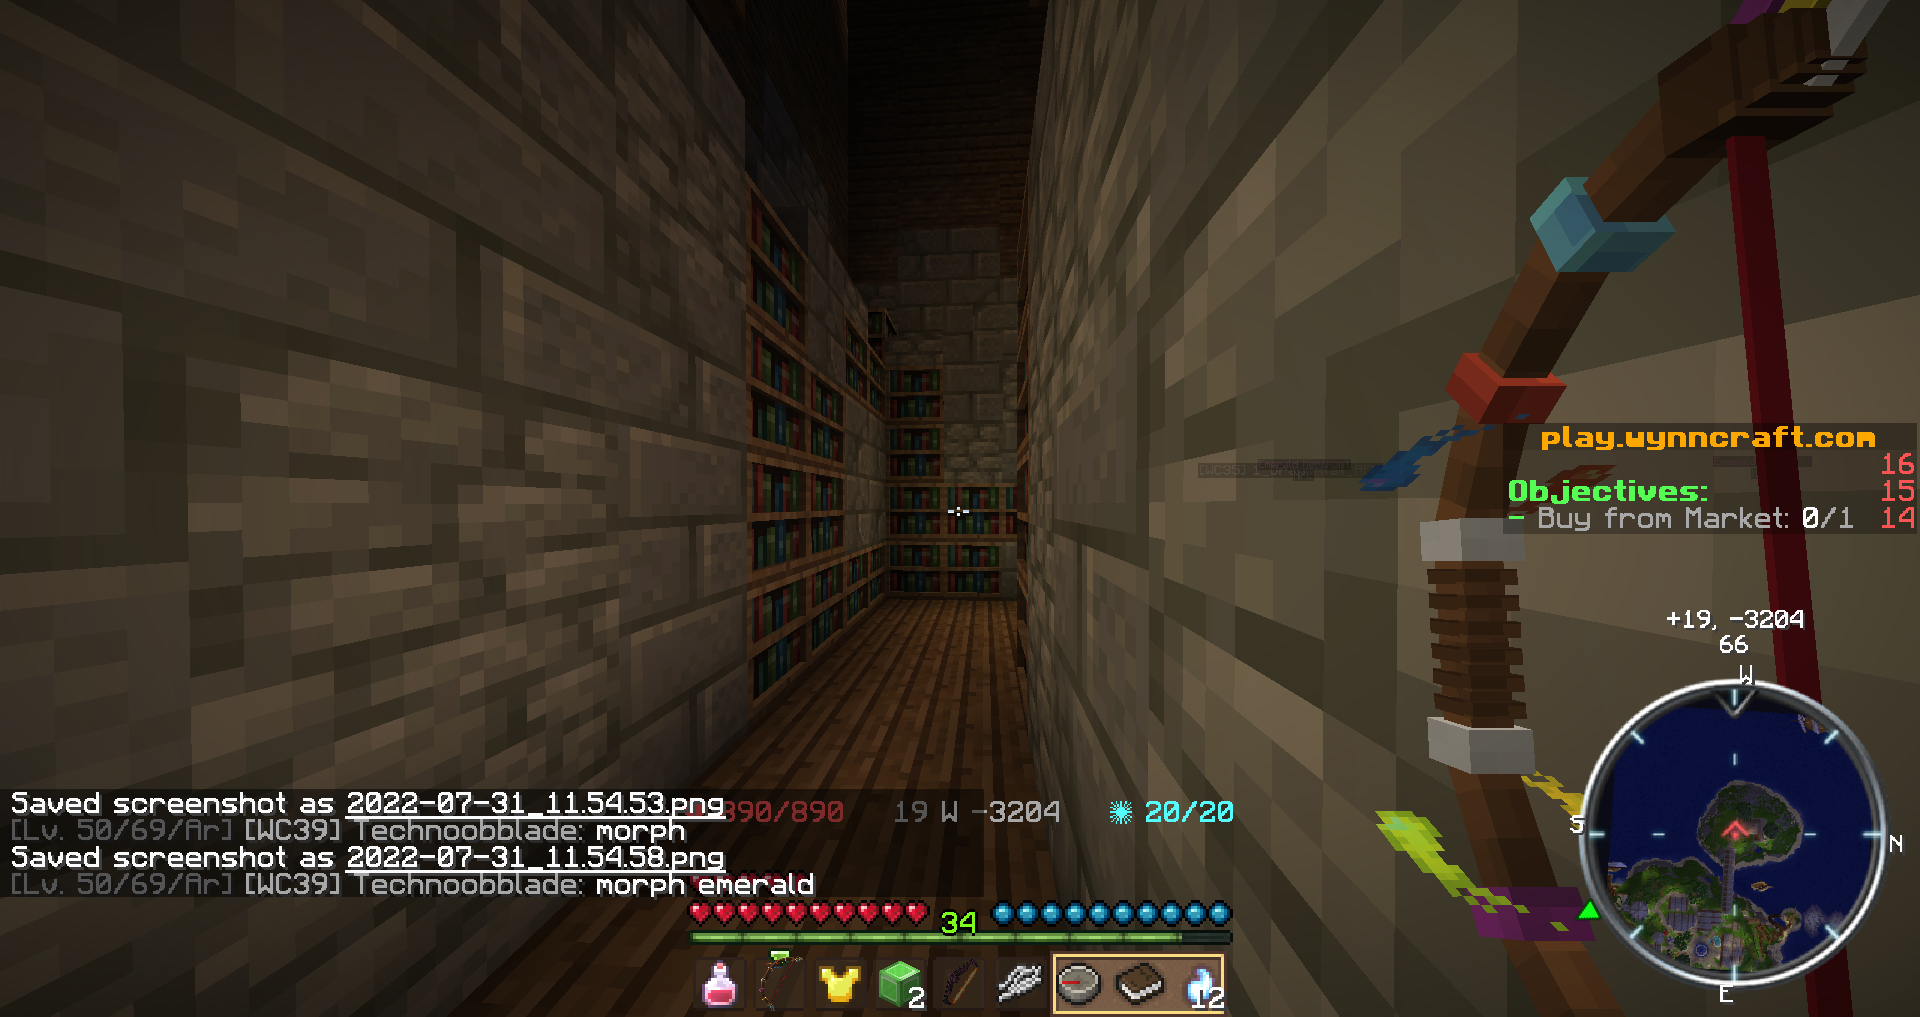 play.wynncraft.com
16
Objectives:
15
- Buy from Market: 0/1
14
+19, -3204
66
W
S
N
E
Saved screenshot as 2022-07-31_11.54.53.png
390/890
19 W -3204
20/20
[Lv. 50/69/Ar] [WC39] Technoobblade: morph
Saved screenshot as 2022-07-31_11.54.58.png
[Lv. 50/69/Ar] [WC39] Technoobblade: morph emerald
34
2
12